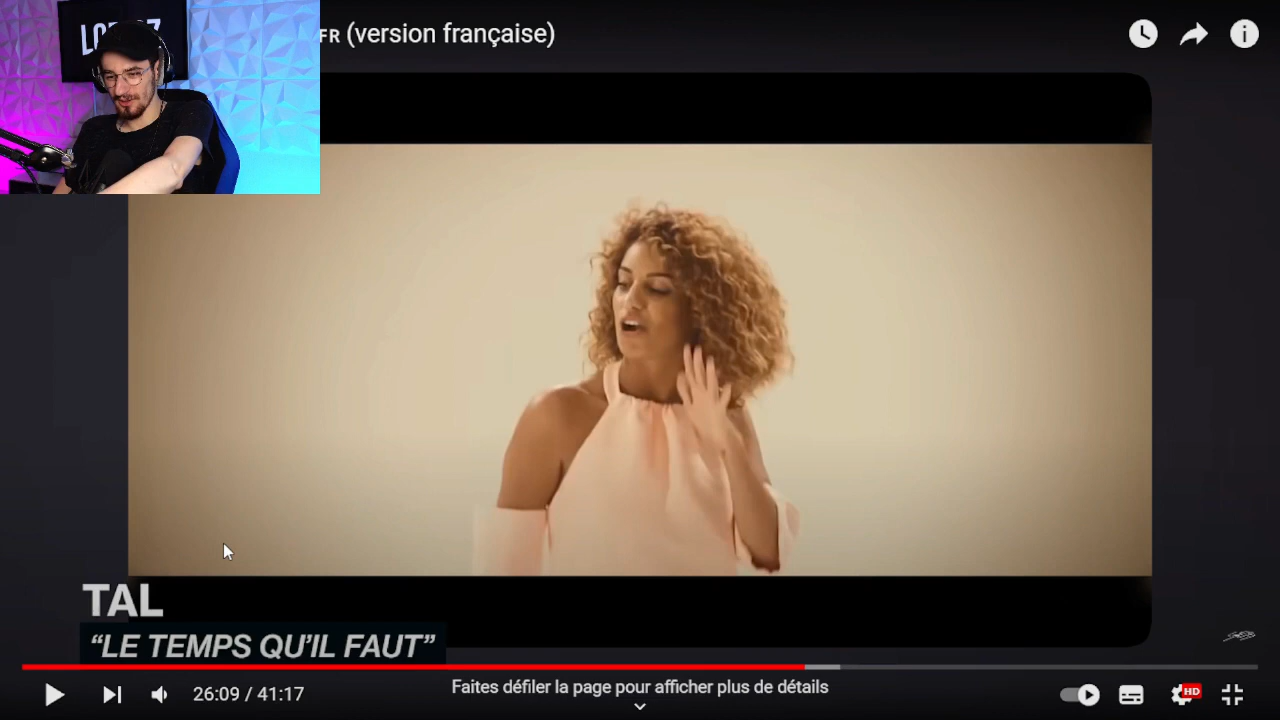 FR (version française)
TAL
“LE TEMPS QU’IL FAUT”
26:09 / 41:17
Faites défiler la page pour afficher plus de détails
HD